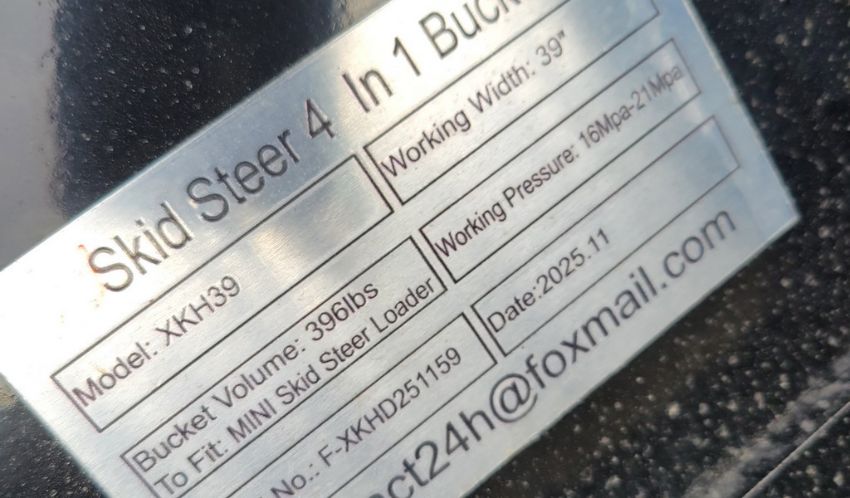 Skid Steer 4 In 1
Model: XKH39
Working Width: 39"
Bucket Volume: 396lbs
To Fit: MINI Skid Steer Loader
Working Pressure: 16Mpa-21Mpa
No.: F-XKHD251159
Date:2025.11
ct24h@foxmail.com